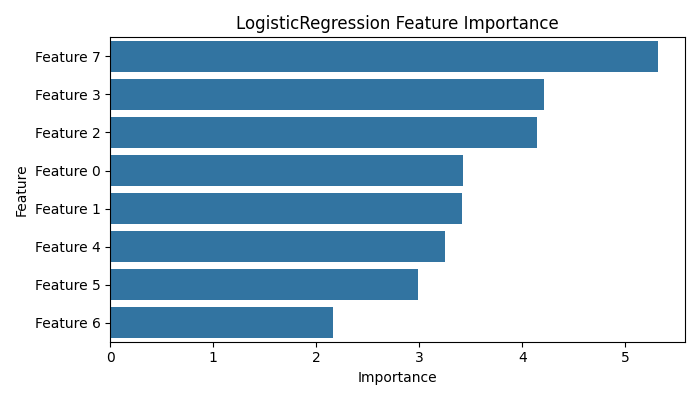 LogisticRegression Feature Importance
Feature
Feature 7
Feature 3
Feature 2
Feature 0
Feature 1
Feature 4
Feature 5
Feature 6
0 1 2 3 4 5
Importance